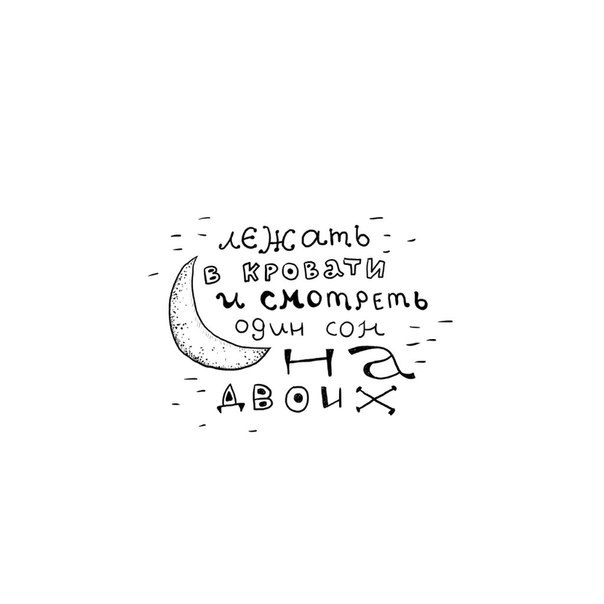 лежать
в кровати
и смотреть
один сон
на
двоих